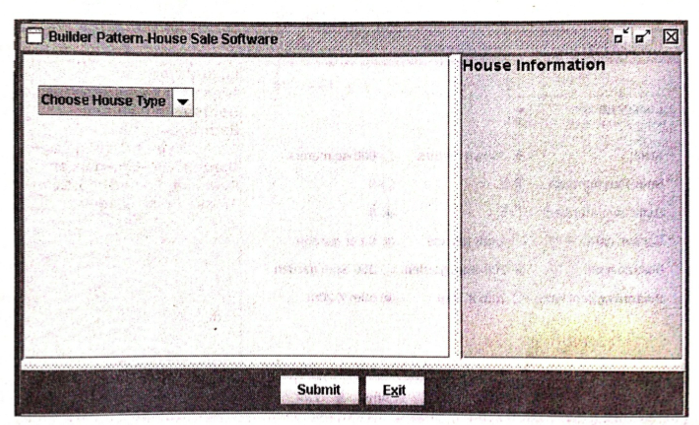 Builder Pattern-House Sale Software
House Information
Choose House Type
Submit
Exit